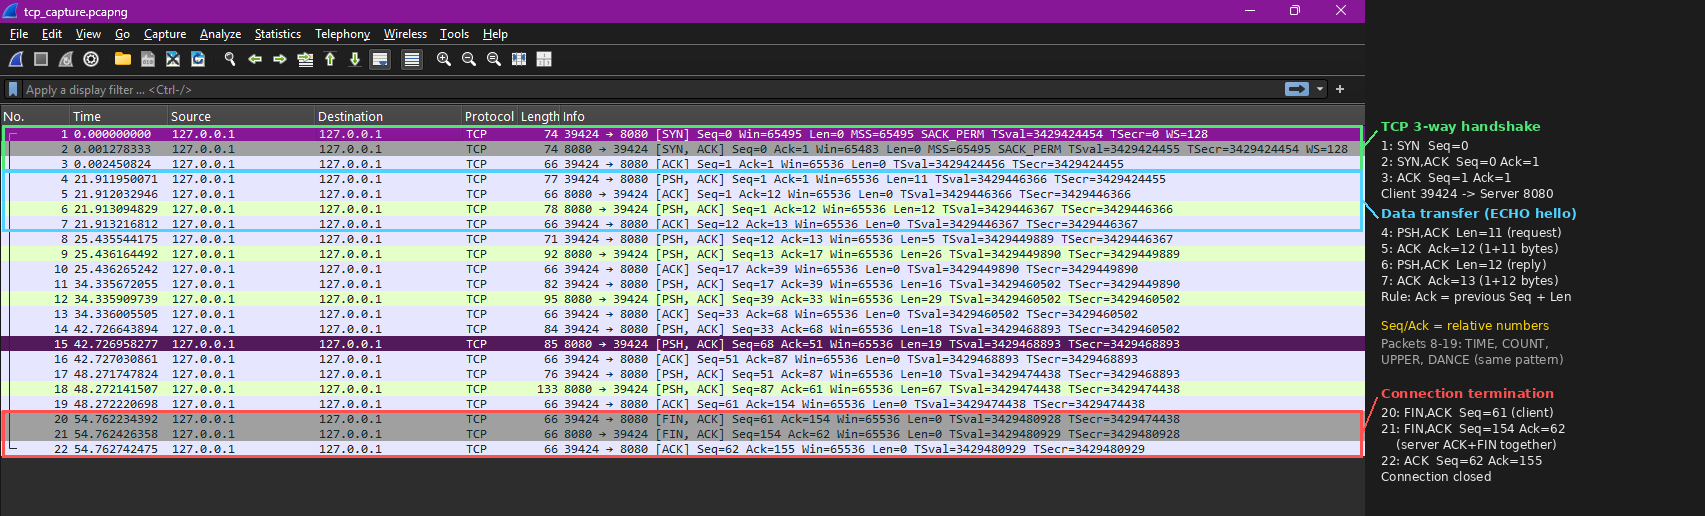 tcp_capture.pcapng
File Edit View Go Capture Analyze Statistics Telephony Wireless Tools Help
Apply a display filter ... <Ctrl-/>
No. Time Source Destination Protocol Length Info
1 0.000000000 127.0.0.1 127.0.0.1 TCP 74 39424 → 8080 [SYN] Seq=0 Win=65495 Len=0 MSS=65495 SACK_PERM TSval=3429424454 TSecr=0 WS=128
2 0.001278333 127.0.0.1 127.0.0.1 TCP 74 8080 → 39424 [SYN, ACK] Seq=0 Ack=1 Win=65483 Len=0 MSS=65495 SACK_PERM TSval=3429424455 TSecr=3429424454 WS=128
3 0.002450824 127.0.0.1 127.0.0.1 TCP 66 39424 → 8080 [ACK] Seq=1 Ack=1 Win=65536 Len=0 TSval=3429424456 TSecr=3429424455
4 21.911950071 127.0.0.1 127.0.0.1 TCP 77 39424 → 8080 [PSH, ACK] Seq=1 Ack=1 Win=65536 Len=11 TSval=3429446366 TSecr=3429424455
5 21.912032946 127.0.0.1 127.0.0.1 TCP 66 8080 → 39424 [ACK] Seq=1 Ack=12 Win=65536 Len=0 TSval=3429446366 TSecr=3429446366
6 21.913094829 127.0.0.1 127.0.0.1 TCP 78 8080 → 39424 [PSH, ACK] Seq=1 Ack=12 Win=65536 Len=12 TSval=3429446367 TSecr=3429446366
7 21.913216812 127.0.0.1 127.0.0.1 TCP 66 39424 → 8080 [ACK] Seq=12 Ack=13 Win=65536 Len=0 TSval=3429446367 TSecr=3429446367
8 25.435544175 127.0.0.1 127.0.0.1 TCP 71 39424 → 8080 [PSH, ACK] Seq=12 Ack=13 Win=65536 Len=5 TSval=3429449889 TSecr=3429446367
9 25.436164492 127.0.0.1 127.0.0.1 TCP 92 8080 → 39424 [PSH, ACK] Seq=13 Ack=17 Win=65536 Len=26 TSval=3429449890 TSecr=3429449889
10 25.436265242 127.0.0.1 127.0.0.1 TCP 66 39424 → 8080 [ACK] Seq=17 Ack=39 Win=65536 Len=0 TSval=3429449890 TSecr=3429449890
11 34.335672055 127.0.0.1 127.0.0.1 TCP 82 39424 → 8080 [PSH, ACK] Seq=17 Ack=39 Win=65536 Len=16 TSval=3429460502 TSecr=3429449890
12 34.335909739 127.0.0.1 127.0.0.1 TCP 95 8080 → 39424 [PSH, ACK] Seq=39 Ack=33 Win=65536 Len=29 TSval=3429460502 TSecr=3429460502
13 34.336005505 127.0.0.1 127.0.0.1 TCP 66 39424 → 8080 [ACK] Seq=33 Ack=68 Win=65536 Len=0 TSval=3429460502 TSecr=3429460502
14 42.726643894 127.0.0.1 127.0.0.1 TCP 84 39424 → 8080 [PSH, ACK] Seq=33 Ack=68 Win=65536 Len=18 TSval=3429468893 TSecr=3429460502
15 42.726958277 127.0.0.1 127.0.0.1 TCP 85 8080 → 39424 [PSH, ACK] Seq=68 Ack=51 Win=65536 Len=19 TSval=3429468893 TSecr=3429468893
16 42.727030861 127.0.0.1 127.0.0.1 TCP 66 39424 → 8080 [ACK] Seq=51 Ack=87 Win=65536 Len=0 TSval=3429468893 TSecr=3429468893
17 48.271747824 127.0.0.1 127.0.0.1 TCP 76 39424 → 8080 [PSH, ACK] Seq=51 Ack=87 Win=65536 Len=10 TSval=3429474438 TSecr=3429468893
18 48.272141507 127.0.0.1 127.0.0.1 TCP 133 8080 → 39424 [PSH, ACK] Seq=87 Ack=61 Win=65536 Len=67 TSval=3429474438 TSecr=3429474438
19 48.272220698 127.0.0.1 127.0.0.1 TCP 66 39424 → 8080 [ACK] Seq=61 Ack=154 Win=65536 Len=0 TSval=3429474438 TSecr=3429474438
20 54.762234392 127.0.0.1 127.0.0.1 TCP 66 39424 → 8080 [FIN, ACK] Seq=61 Ack=154 Win=65536 Len=0 TSval=3429480928 TSecr=3429474438
21 54.762426358 127.0.0.1 127.0.0.1 TCP 66 8080 → 39424 [FIN, ACK] Seq=154 Ack=62 Win=65536 Len=0 TSval=3429480929 TSecr=3429480928
22 54.762742475 127.0.0.1 127.0.0.1 TCP 66 39424 → 8080 [ACK] Seq=62 Ack=155 Win=65536 Len=0 TSval=3429480929 TSecr=3429480929
TCP 3-way handshake
1: SYN Seq=0
2: SYN,ACK Seq=0 Ack=1
3: ACK Seq=1 Ack=1
Client 39424 -> Server 8080
Data transfer (ECHO hello)
4: PSH,ACK Len=11 (request)
5: ACK Ack=12 (1+11 bytes)
6: PSH,ACK Len=12 (reply)
7: ACK Ack=13 (1+12 bytes)
Rule: Ack = previous Seq + Len
Seq/Ack = relative numbers
Packets 8-19: TIME, COUNT,
UPPER, DANCE (same pattern)
Connection termination
20: FIN,ACK Seq=61 (client)
21: FIN,ACK Seq=154 Ack=62
(server ACK+FIN together)
22: ACK Seq=62 Ack=155
Connection closed